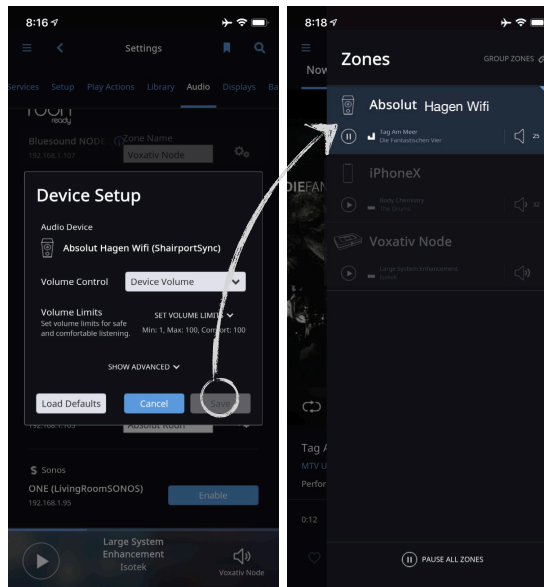 8:16
Settings
Services Setup Play Actions Library Audio Displays Ba
roon
ready
Bluesound NODE
192.168.1.107
Zone Name
Voxativ Node
Device Setup
Audio Device
Absolut Hagen Wifi (ShairportSync)
Volume Control
Device Volume
Volume Limits
Set volume limits for safe
and comfortable listening.
SET VOLUME LIMITS
Min: 1, Max: 100, Comfort: 100
SHOW ADVANCED
Load Defaults
Cancel
Save
192.168.1.105
Absolut Roon
Sonos
ONE (LivingRoomSONOS)
192.168.1.95
Enable
Large System
Enhancement
Isotek
Voxativ Node
8:18
Now
DIEFAN
Tag A
MTV U
Perfor
0:12
Zones
GROUP ZONES
Absolut Hagen Wifi
Tag Am Meer
Die Fantastischen Vier
25
iPhoneX
Body Chemistry
The Drums
32
Voxativ Node
Large System Enhancement
Isotek
PAUSE ALL ZONES